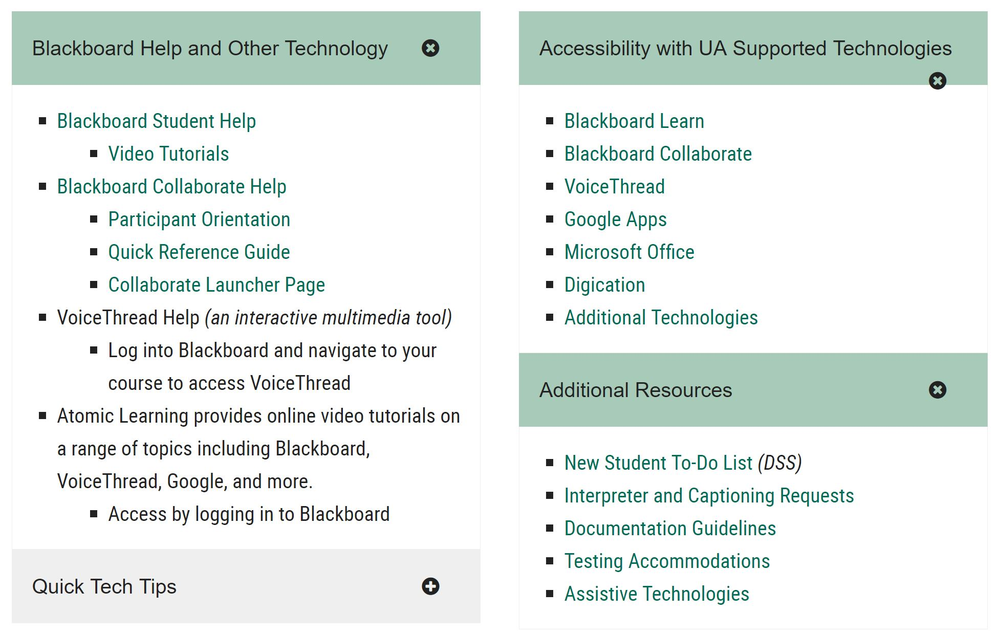 Blackboard Help and Other Technology
Blackboard Student Help
Video Tutorials
Blackboard Collaborate Help
Participant Orientation
Quick Reference Guide
Collaborate Launcher Page
VoiceThread Help (an interactive multimedia tool)
Log into Blackboard and navigate to your
course to access VoiceThread
Atomic Learning provides online video tutorials on
a range of topics including Blackboard,
VoiceThread, Google, and more.
Access by logging in to Blackboard
Quick Tech Tips
Accessibility with UA Supported Technologies
Blackboard Learn
Blackboard Collaborate
VoiceThread
Google Apps
Microsoft Office
Digication
Additional Technologies
Additional Resources
New Student To-Do List (DSS)
Interpreter and Captioning Requests
Documentation Guidelines
Testing Accommodations
Assistive Technologies